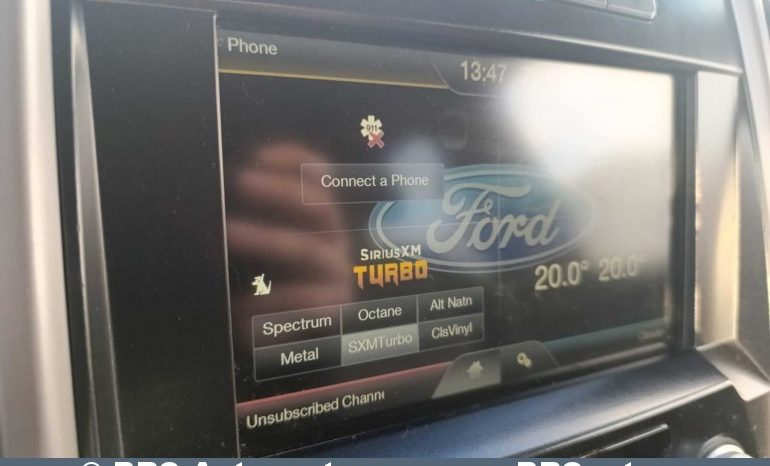 Phone
13:47
911
Connect a Phone
Ford
SIRIUSXM
TURBO
20.0° 20.0°
Spectrum Octane Alt Natn
Metal SXMTurbo ClsVinyl
Unsubscribed Chann